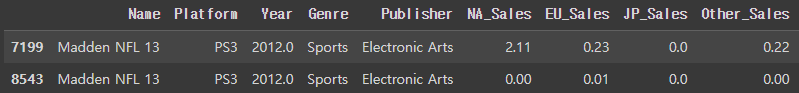 Name Platform Year Genre Publisher NA_Sales EU_Sales JP_Sales Other_Sales
7199 Madden NFL 13 PS3 2012.0 Sports Electronic Arts 2.11 0.23 0.0 0.22
8543 Madden NFL 13 PS3 2012.0 Sports Electronic Arts 0.00 0.01 0.0 0.00